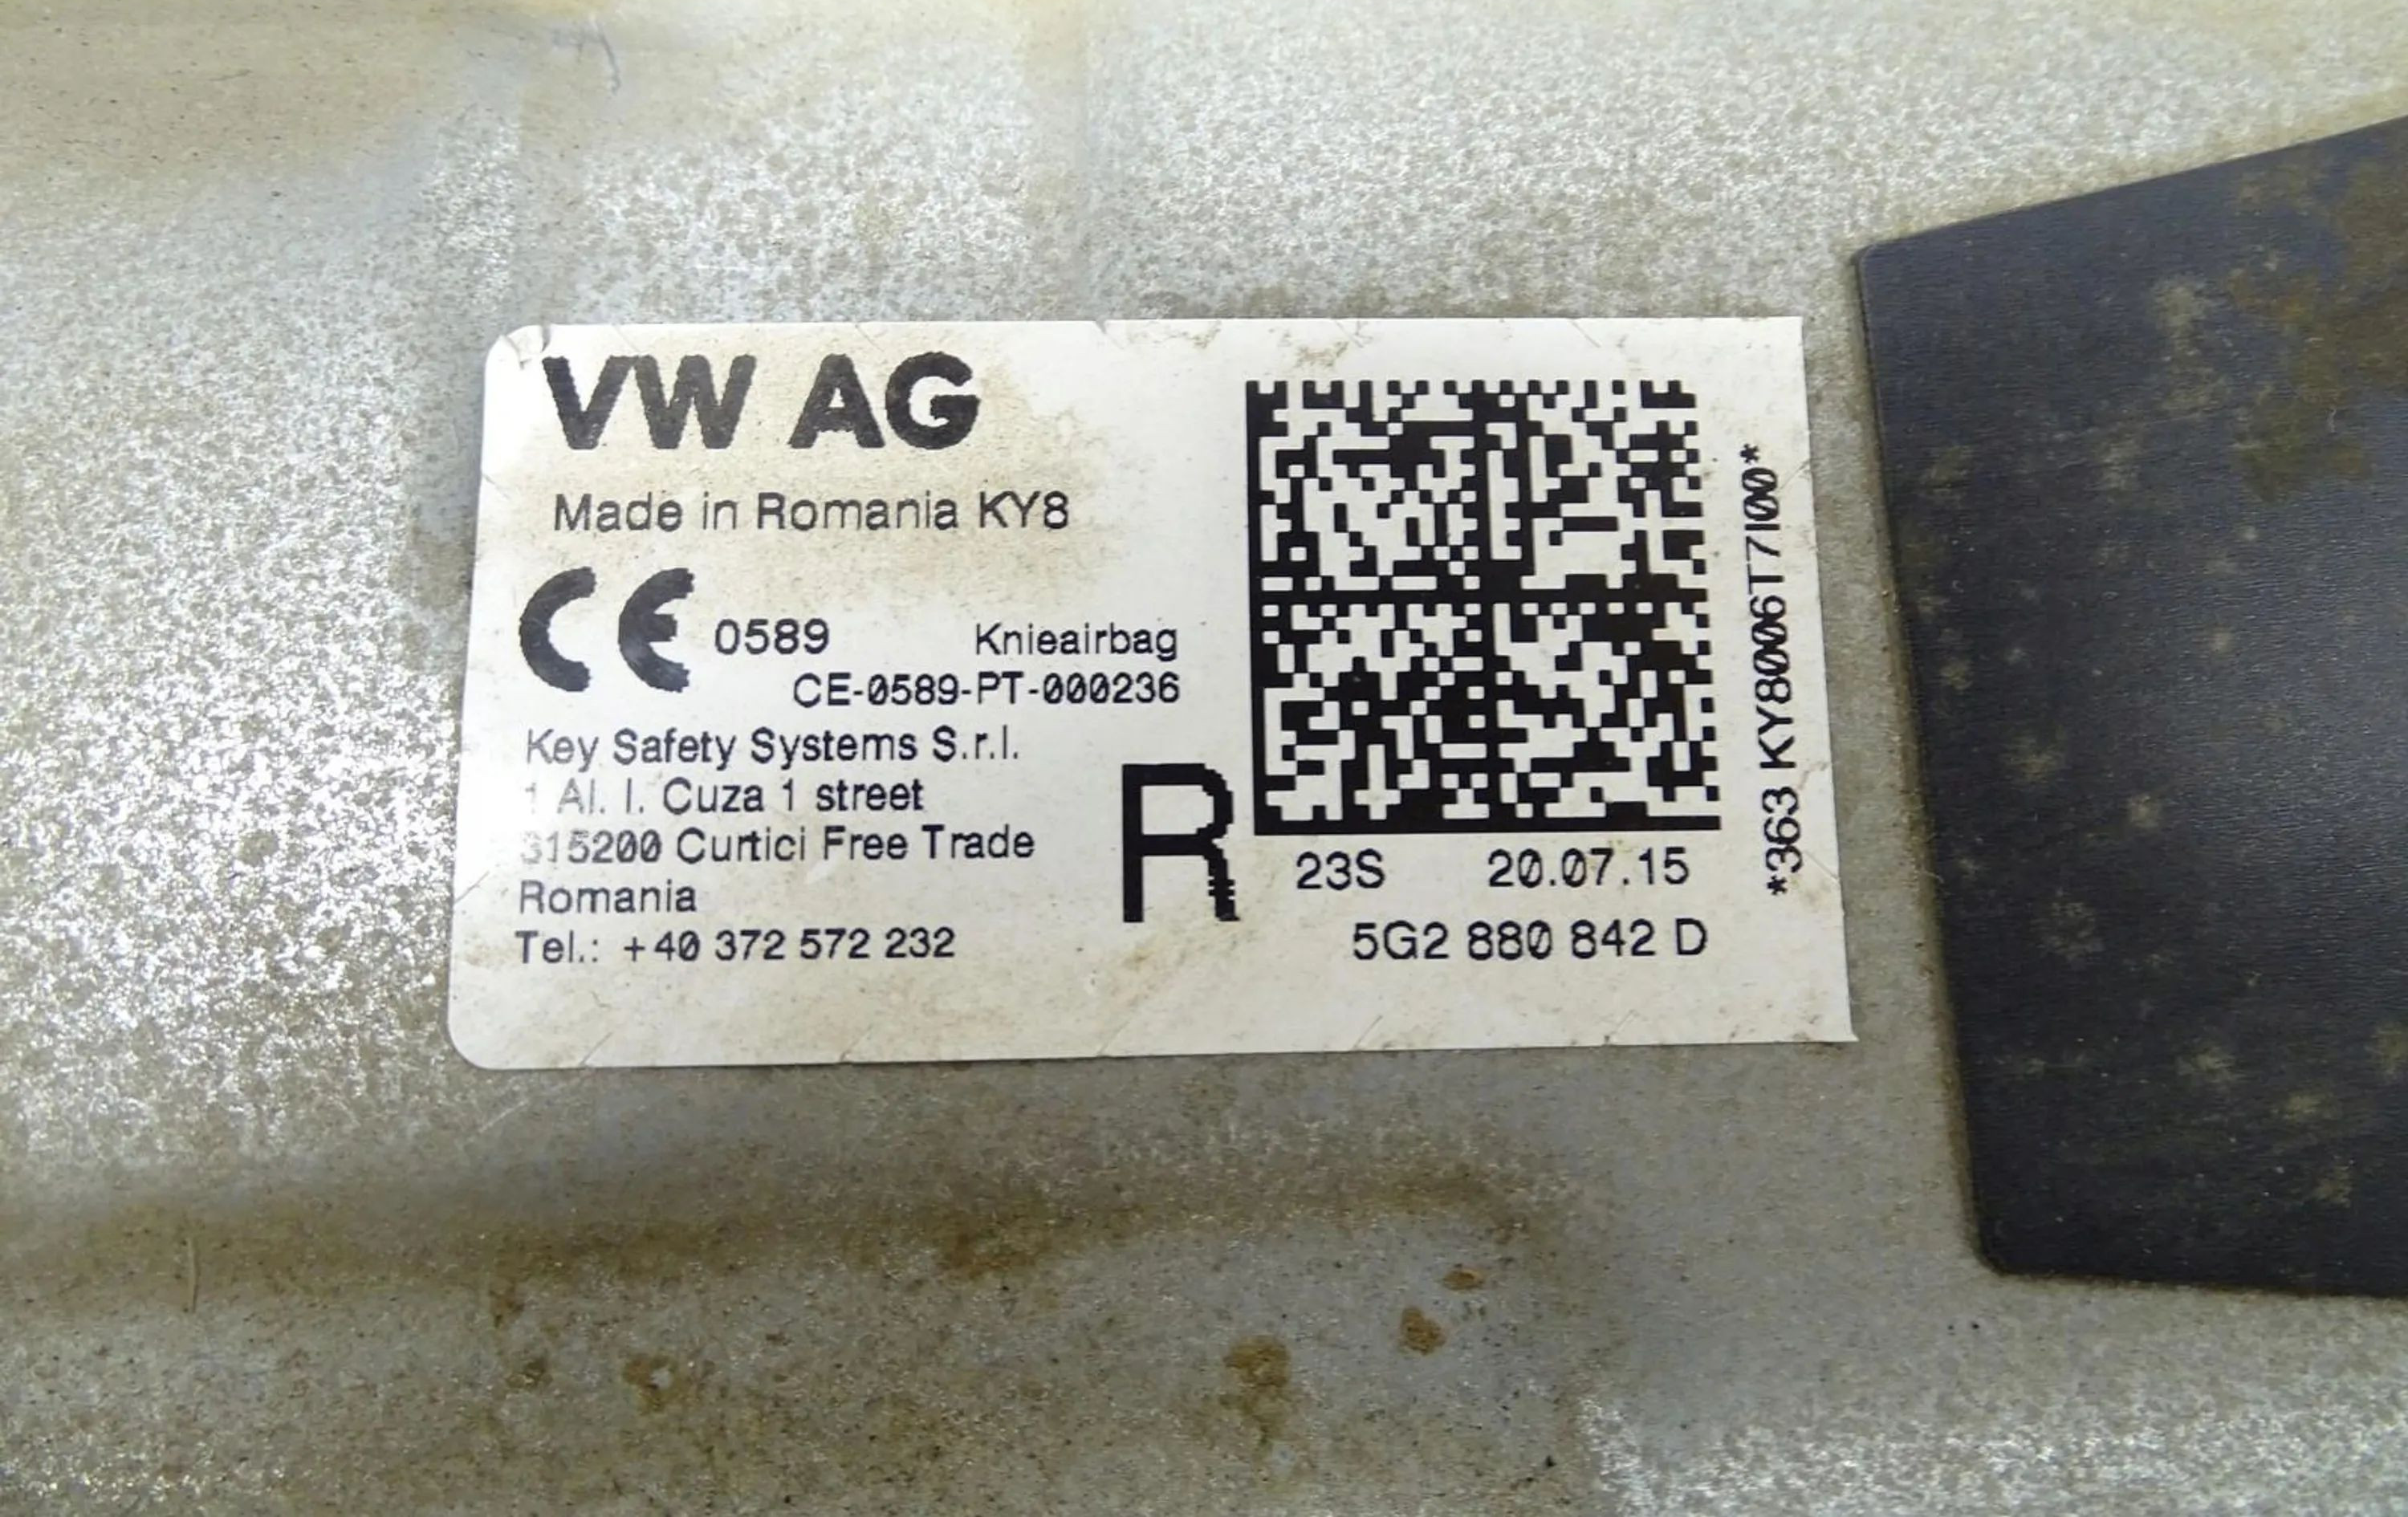 VW AG
Made in Romania KY8
CE 0589 Knieairbag
CE-0589-PT-000236
Key Safety Systems S.r.l.
1 Al. I. Cuza 1 street
315200 Curtici Free Trade
Romania
Tel.: +40 372 572 232
R
23S 20.07.15
5G2 880 842 D
*363 KY8006T7I00*